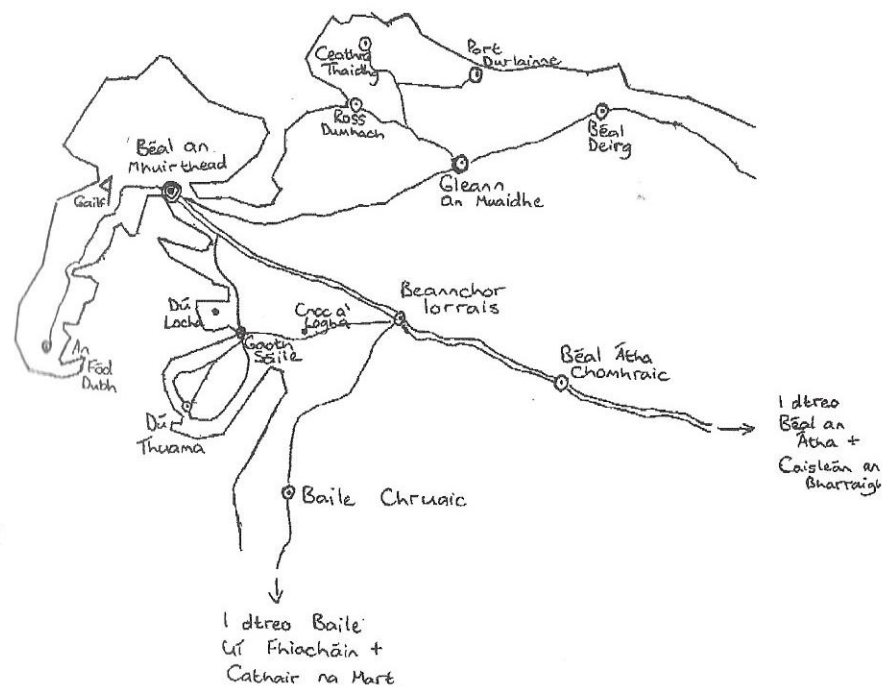 Ceathrú
Thaidhg
Port
Durlainne
Ross
Dumhach
Béal
Deirg
Béal an
Mhuirthead
Gleann
an Muaidhe
Gailf
Beannchor
Iorrais
Dú
Locha
Cnoc a'
Logha
Gaoth
Sáile
An
Fód
Dubh
Béal Átha
Chomhraic
Dú
Thuama
I dtreo
Béal an
Átha +
Caisleán an
Bharraigh
Baile Chruaic
I dtreo Baile
Uí Fhiacháin +
Cathair na Mart